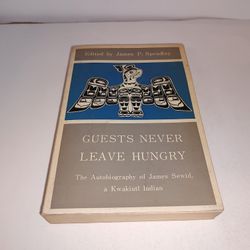 Edited by James P. Spradley
GUESTS NEVER
LEAVE HUNGRY
The Autobiography of James Sewid,
a Kwakiutl Indian